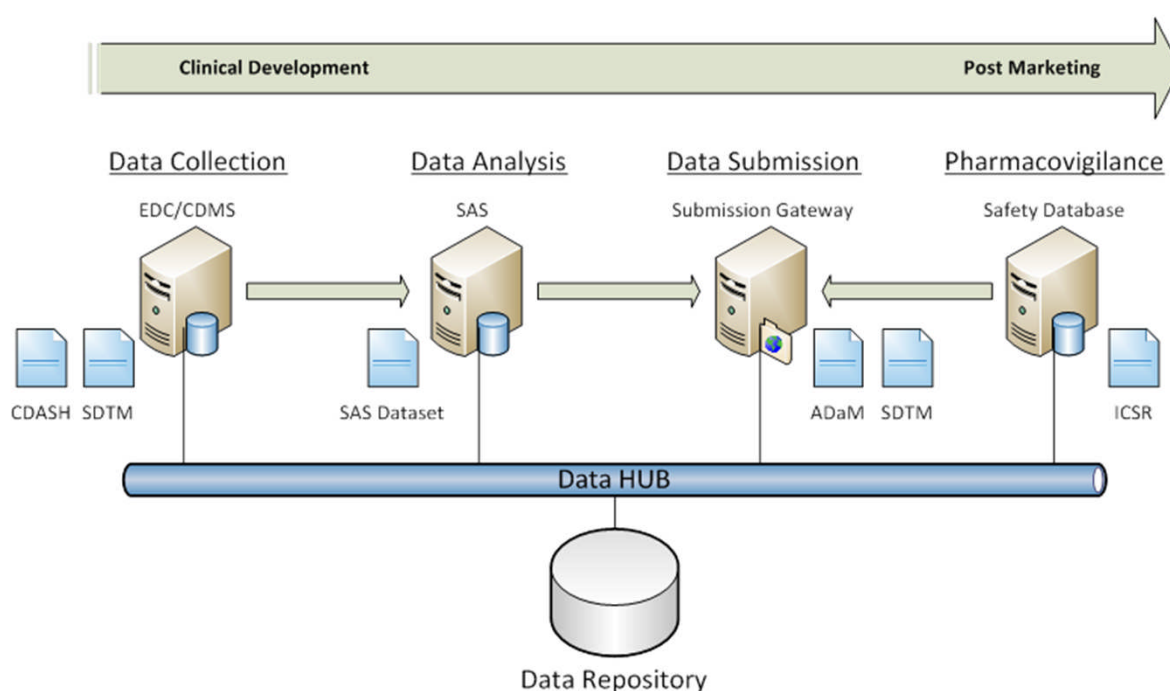 Clinical Development
Post Marketing
Data Collection
Data Analysis
Data Submission
Pharmacovigilance
EDC/CDMS
SAS
Submission Gateway
Safety Database
CDASH
SDTM
SAS Dataset
ADaM
SDTM
ICSR
Data HUB
Data Repository